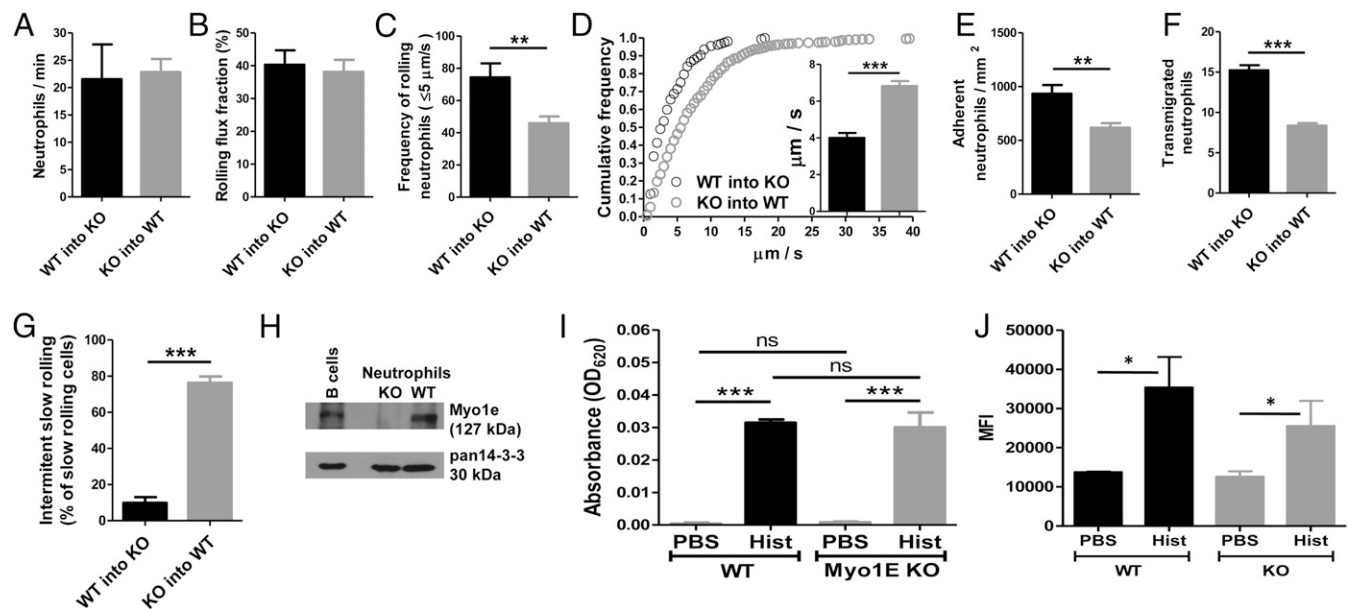 A
Neutrophils / min
30
25
20
15
10
5
0
WT into KO
KO into WT
B
Rolling flux fraction (%)
60
40
20
0
WT into KO
KO into WT
C
Frequency of rolling
neutrophils ( ≤5 μm/s )
100
80
60
40
20
0
**
WT into KO
KO into WT
D
Cumulative frequency
1.0
0.9
0.8
0.7
0.6
0.5
0.4
0.3
0.2
0.1
0.0
0
5
10
15
20
25
30
35
40
μm / s
WT into KO
KO into WT
μm / s
8
6
4
2
0
***
E
Adherent
neutrophils / mm2
1500
1000
500
0
**
WT into KO
KO into WT
F
Transmigrated
neutrophils
20
15
10
5
0
***
WT into KO
KO into WT
G
Intermitent slow rolling
(% of slow rolling cells)
100
80
60
40
20
0
***
WT into KO
KO into WT
H
B cells
Neutrophils
KO WT
Myo1e
(127 kDa)
pan14-3-3
30 kDa
I
Absorbance (OD620)
0.06
0.05
0.04
0.03
0.02
0.01
0.00
ns
ns
***
***
PBS Hist PBS Hist
WT Myo1E KO
J
MFI
50000
40000
30000
20000
10000
0
*
*
PBS Hist PBS Hist
WT KO